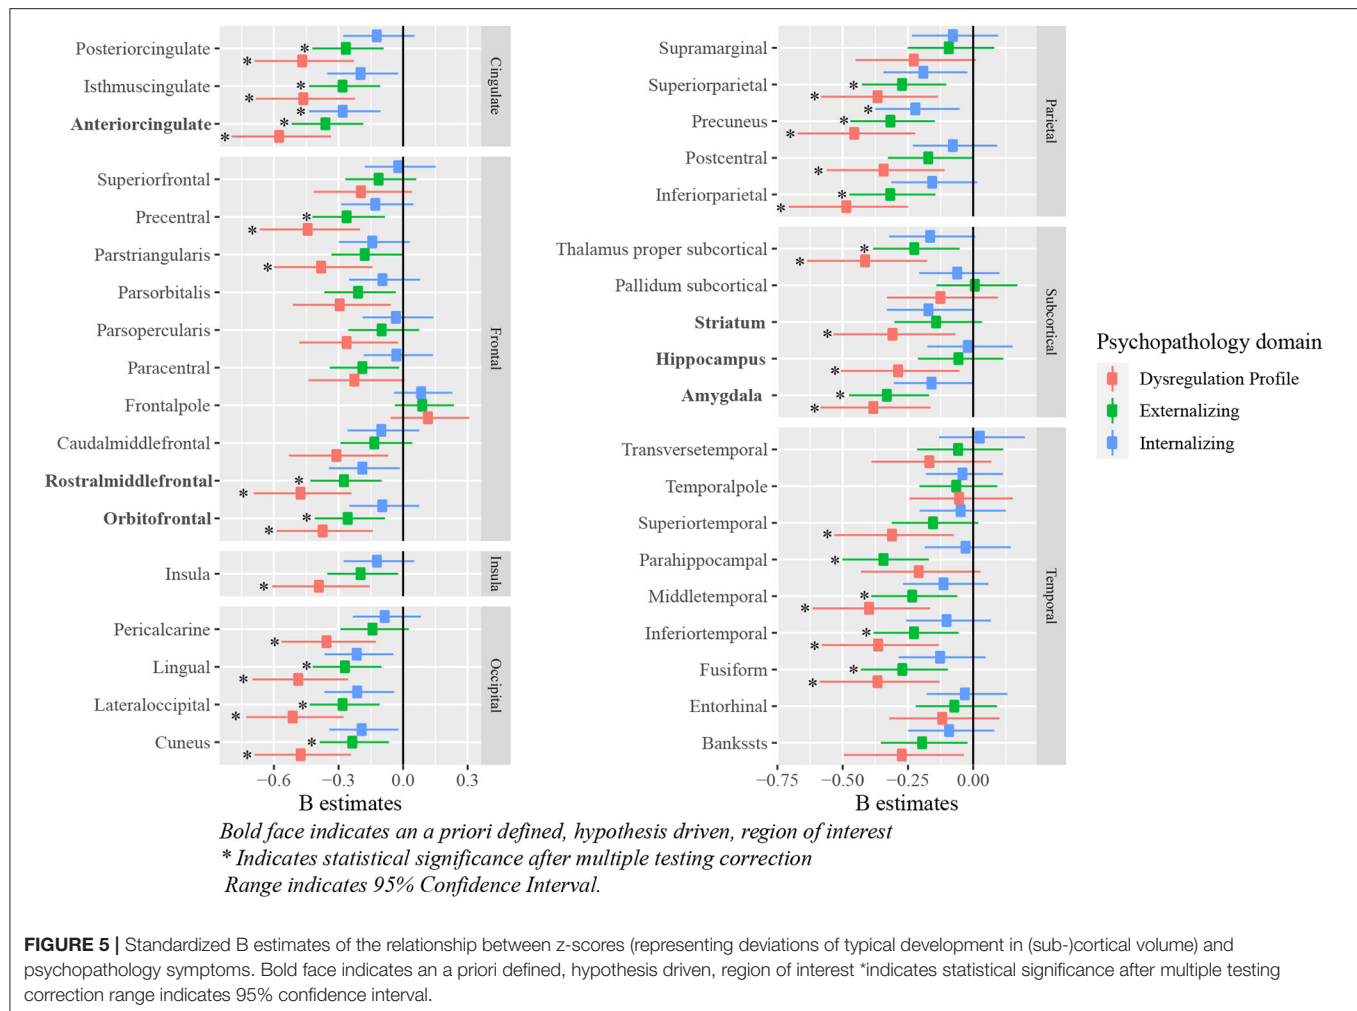 Posteriorcingulate
*
*
Isthmuscingulate
*
*
*
Anteriorcingulate
*
*
Cingulate
Superiorfrontal
Precentral
*
*
Parstriangularis
*
Parsorbitalis
Parsopercularis
Paracentral
Frontalpole
Caudalmiddlefrontal
Rostralmiddlefrontal
*
*
Orbitofrontal
*
*
Frontal
Insula
*
Insula
Pericalcarine
*
Lingual
*
*
Lateraloccipital
*
*
Cuneus
*
*
Occipital
−0.6 −0.3 0.0 0.3
B estimates
Supramarginal
Superiorparietal
*
*
*
Precuneus
*
*
Postcentral
*
Inferiorparietal
*
*
Parietal
Thalamus proper subcortical
*
*
Pallidum subcortical
Striatum
*
Hippocampus
*
Amygdala
*
*
Subcortical
Transversetemporal
Temporalpole
Superiortemporal
*
Parahippocampal
*
Middletemporal
*
*
Inferiortemporal
*
*
Fusiform
*
*
Entorhinal
Bankssts
Temporal
−0.75 −0.50 −0.25 0.00
B estimates
Psychopathology domain
Dysregulation Profile
Externalizing
Internalizing
Bold face indicates an a priori defined, hypothesis driven, region of interest
* Indicates statistical significance after multiple testing correction
Range indicates 95% Confidence Interval.
FIGURE 5 | Standardized B estimates of the relationship between z-scores (representing deviations of typical development in (sub-)cortical volume) and
psychopathology symptoms. Bold face indicates an a priori defined, hypothesis driven, region of interest *indicates statistical significance after multiple testing
correction range indicates 95% confidence interval.